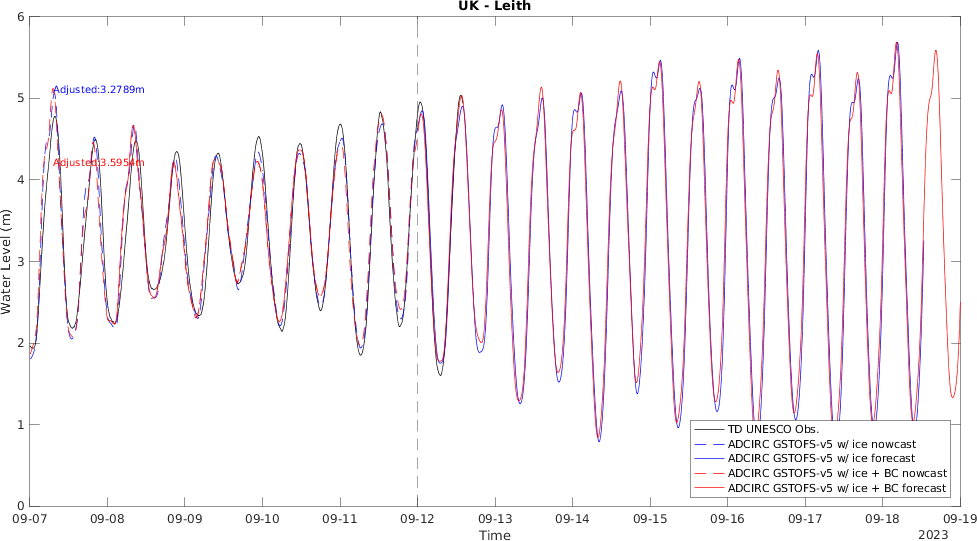 UK - Leith
6
5
4
3
2
1
0
Water Level (m)
Adjusted:3.2789m
Adjusted:3.5954m
TD UNESCO Obs.
ADCIRC GSTOFS-v5 w/ ice nowcast
ADCIRC GSTOFS-v5 w/ ice forecast
ADCIRC GSTOFS-v5 w/ ice + BC nowcast
ADCIRC GSTOFS-v5 w/ ice + BC forecast
09-07 09-08 09-09 09-10 09-11 09-12 09-13 09-14 09-15 09-16 09-17 09-18 09-19
Time
2023